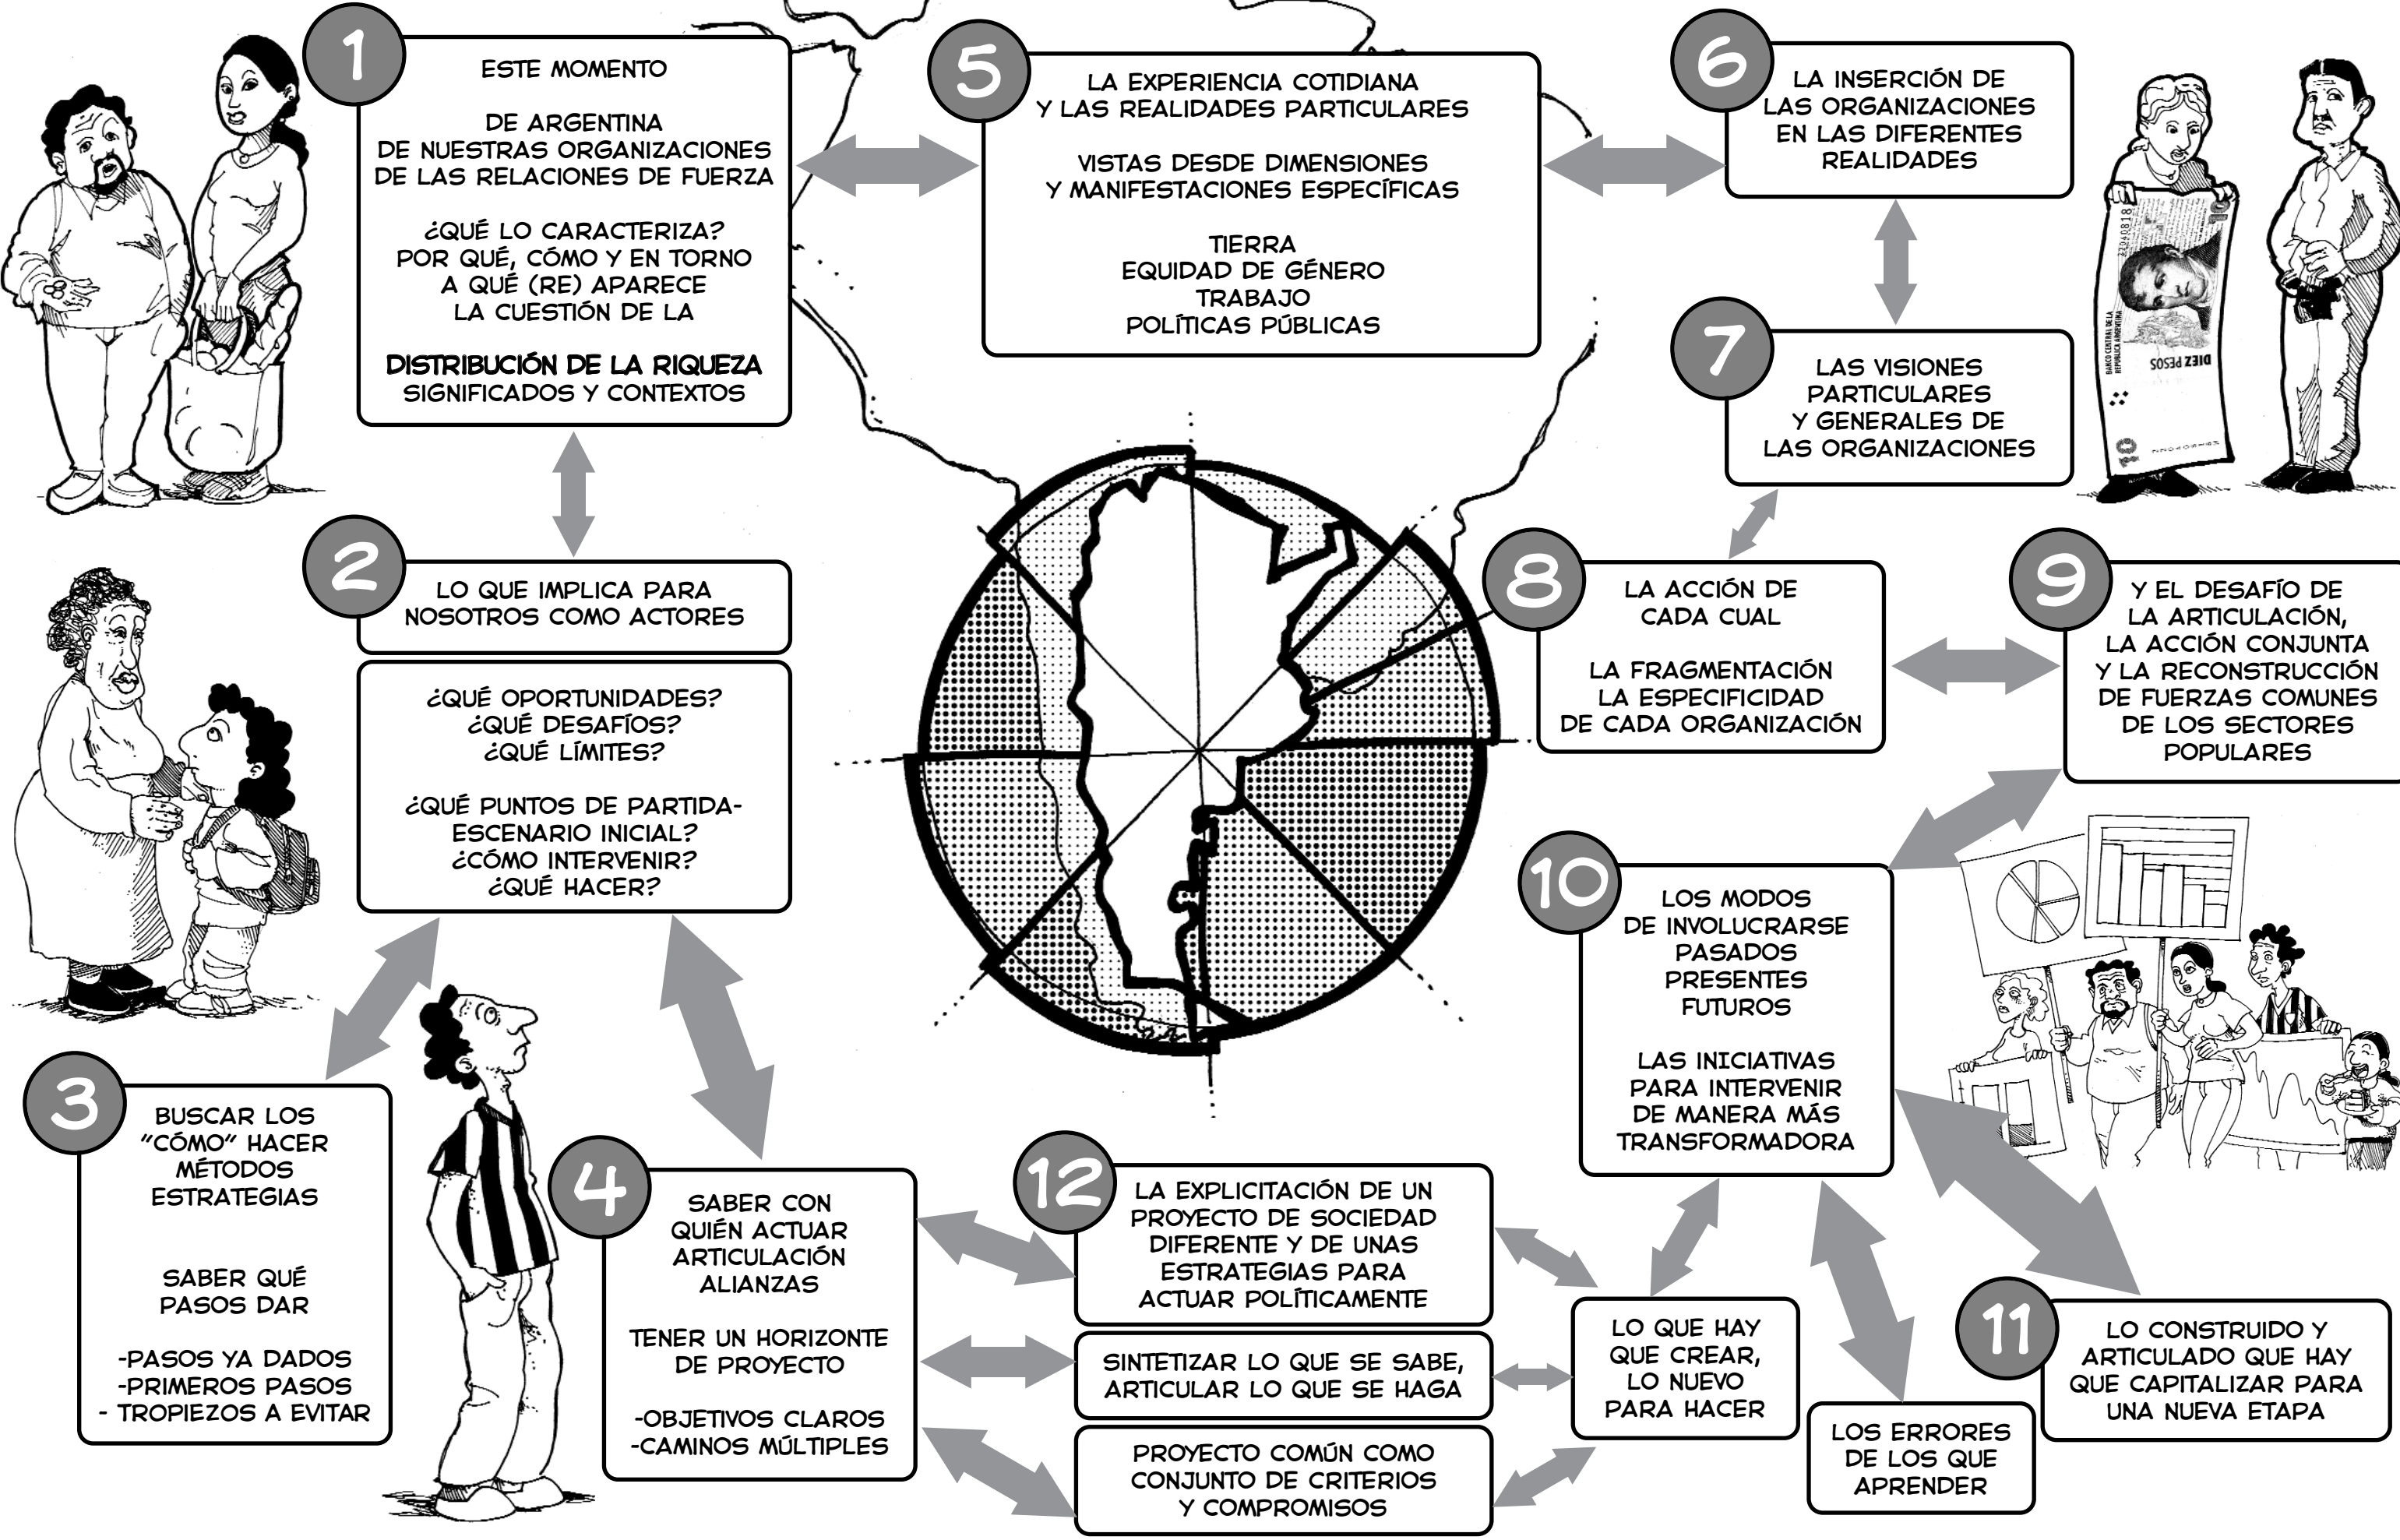 1
ESTE MOMENTO
DE ARGENTINA
DE NUESTRAS ORGANIZACIONES
DE LAS RELACIONES DE FUERZA
¿QUÉ LO CARACTERIZA?
POR QUÉ, CÓMO Y EN TORNO
A QUÉ (RE) APARECE
LA CUESTIÓN DE LA
DISTRIBUCIÓN DE LA RIQUEZA
SIGNIFICADOS Y CONTEXTOS
2
LO QUE IMPLICA PARA
NOSOTROS COMO ACTORES
¿QUÉ OPORTUNIDADES?
¿QUÉ DESAFÍOS?
¿QUÉ LÍMITES?
¿QUÉ PUNTOS DE PARTIDA-
ESCENARIO INICIAL?
¿CÓMO INTERVENIR?
¿QUÉ HACER?
3
BUSCAR LOS
"CÓMO" HACER
MÉTODOS
ESTRATEGIAS
SABER QUÉ
PASOS DAR
-PASOS YA DADOS
-PRIMEROS PASOS
- TROPIEZOS A EVITAR
4
SABER CON
QUIÉN ACTUAR
ARTICULACIÓN
ALIANZAS
TENER UN HORIZONTE
DE PROYECTO
-OBJETIVOS CLAROS
-CAMINOS MÚLTIPLES
5
LA EXPERIENCIA COTIDIANA
Y LAS REALIDADES PARTICULARES
VISTAS DESDE DIMENSIONES
Y MANIFESTACIONES ESPECÍFICAS
TIERRA
EQUIDAD DE GÉNERO
TRABAJO
POLÍTICAS PÚBLICAS
6
LA INSERCIÓN DE
LAS ORGANIZACIONES
EN LAS DIFERENTES
REALIDADES
7
LAS VISIONES
PARTICULARES
Y GENERALES DE
LAS ORGANIZACIONES
BANCO CENTRAL DE LA
REPUBLICA ARGENTINA
DIEZ PESOS
10
8
LA ACCIÓN DE
CADA CUAL
LA FRAGMENTACIÓN
LA ESPECIFICIDAD
DE CADA ORGANIZACIÓN
9
Y EL DESAFÍO DE
LA ARTICULACIÓN,
LA ACCIÓN CONJUNTA
Y LA RECONSTRUCCIÓN
DE FUERZAS COMUNES
DE LOS SECTORES
POPULARES
10
LOS MODOS
DE INVOLUCRARSE
PASADOS
PRESENTES
FUTUROS
LAS INICIATIVAS
PARA INTERVENIR
DE MANERA MÁS
TRANSFORMADORA
11
LO CONSTRUIDO Y
ARTICULADO QUE HAY
QUE CAPITALIZAR PARA
UNA NUEVA ETAPA
LOS ERRORES
DE LOS QUE
APRENDER
LO QUE HAY
QUE CREAR,
LO NUEVO
PARA HACER
12
LA EXPLICITACIÓN DE UN
PROYECTO DE SOCIEDAD
DIFERENTE Y DE UNAS
ESTRATEGIAS PARA
ACTUAR POLÍTICAMENTE
SINTETIZAR LO QUE SE SABE,
ARTICULAR LO QUE SE HAGA
PROYECTO COMÚN COMO
CONJUNTO DE CRITERIOS
Y COMPROMISOS